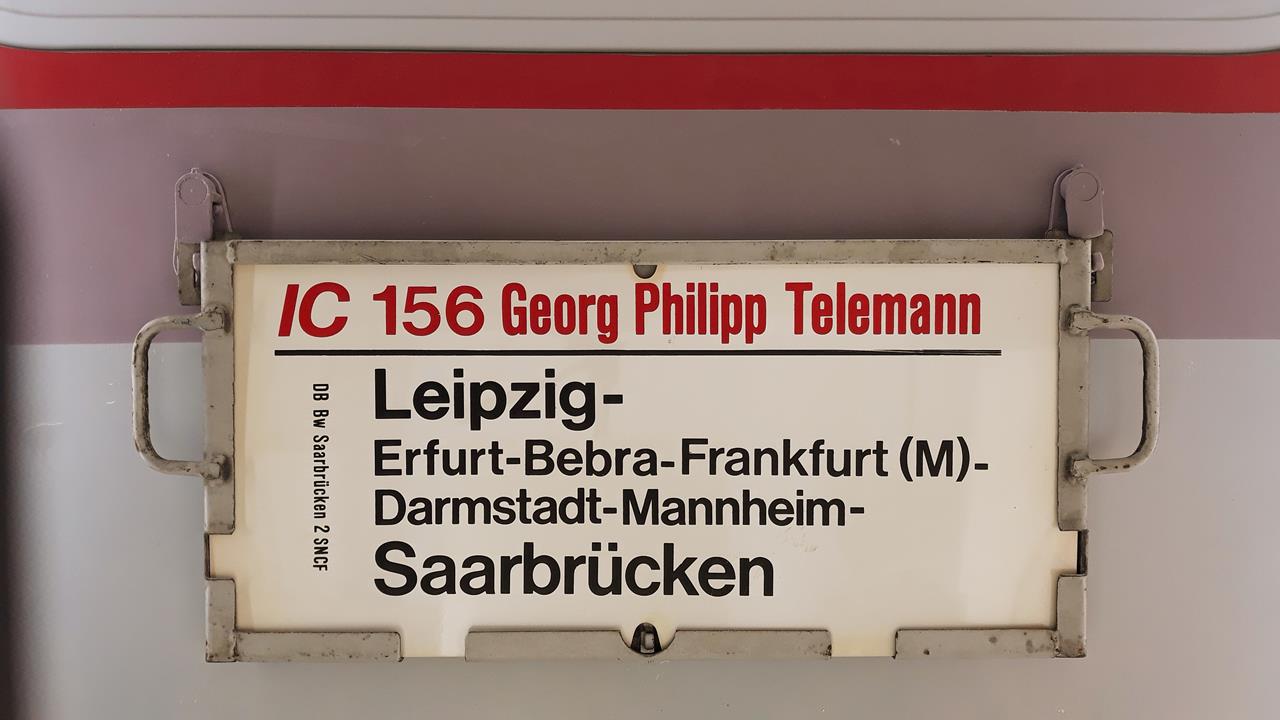 IC 156 Georg Philipp Telemann
Leipzig-
Erfurt-Bebra-Frankfurt (M)-
Darmstadt-Mannheim-
Saarbrücken
DB Bw Saarbrücken 2 SNCF